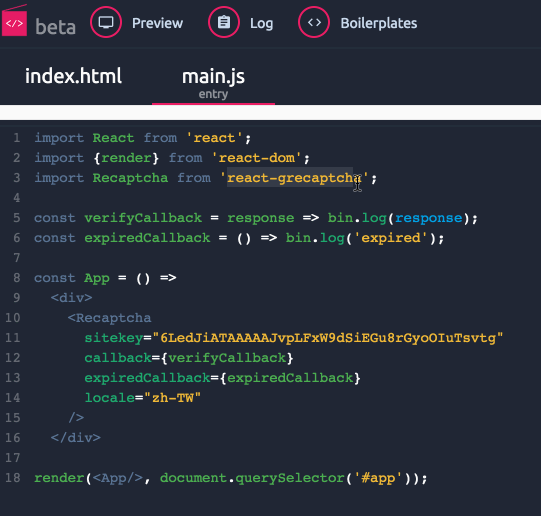 </> beta Preview Log <> Boilerplates
index.html main.js
entry
1 import React from 'react';
2 import {render} from 'react-dom';
3 import Recaptcha from 'react-grecaptcha';
4
5 const verifyCallback = response => bin.log(response);
6 const expiredCallback = () => bin.log('expired');
7
8 const App = () =>
9 <div>
10 <Recaptcha
11 sitekey="6LedJiATAAAAAJvpLFxW9dSiEGu8rGyoOIuTsvtg"
12 callback={verifyCallback}
13 expiredCallback={expiredCallback}
14 locale="zh-TW"
15 />
16 </div>
17
18 render(<App/>, document.querySelector('#app'));